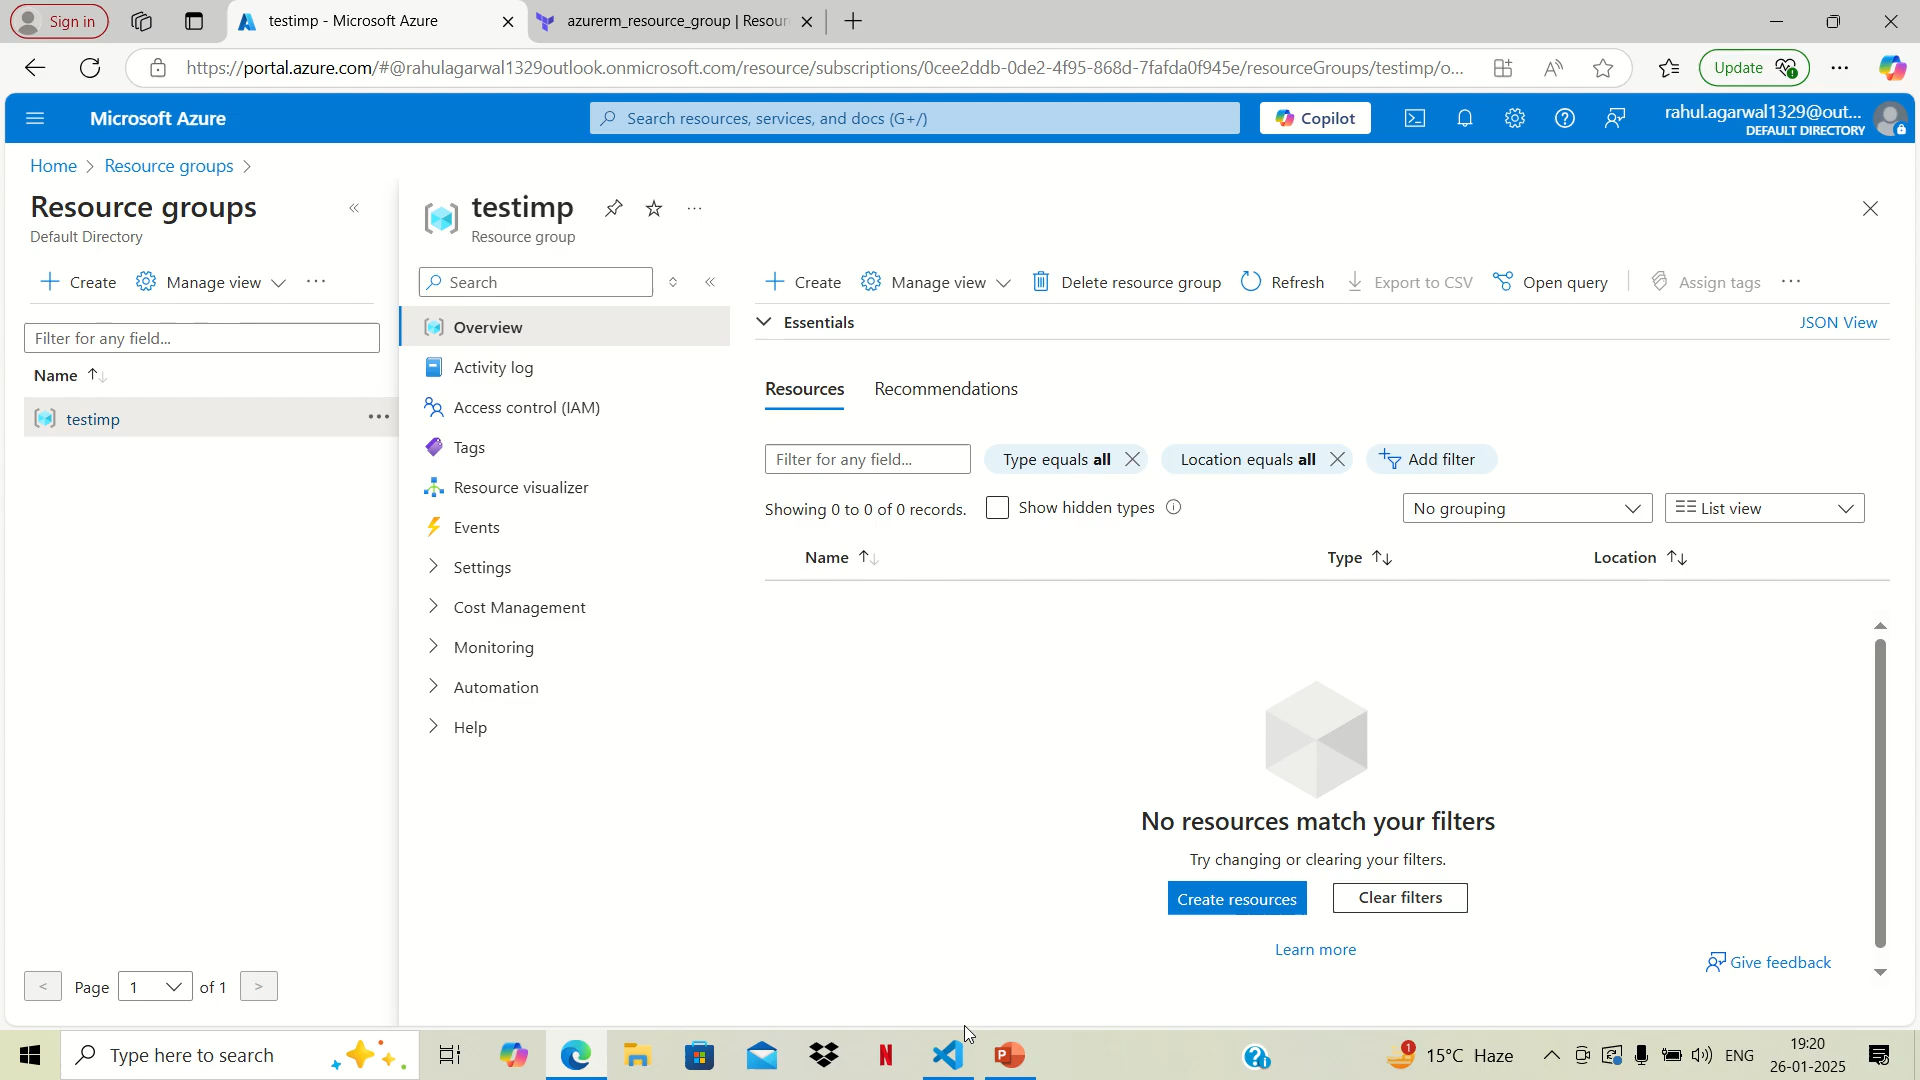 Sign in
testimp - Microsoft Azure
azurerm_resource_group | Resour
https://portal.azure.com/#@rahulagarwal1329outlook.onmicrosoft.com/resource/subscriptions/0cee2ddb-0de2-4f95-868d-7fafda0f945e/resourceGroups/testimp/o...
Update
Microsoft Azure
Search resources, services, and docs (G+/)
Copilot
rahul.agarwal1329@out...
DEFAULT DIRECTORY
Home > Resource groups >
Resource groups
Default Directory
Create
Manage view
Filter for any field...
Name
testimp
Page 1 of 1
testimp
Resource group
Search
Overview
Activity log
Access control (IAM)
Tags
Resource visualizer
Events
Settings
Cost Management
Monitoring
Automation
Help
Create
Manage view
Delete resource group
Refresh
Export to CSV
Open query
Assign tags
Essentials
JSON View
Resources
Recommendations
Filter for any field...
Type equals all
Location equals all
Add filter
Showing 0 to 0 of 0 records.
Show hidden types
No grouping
List view
Name
Type
Location
No resources match your filters
Try changing or clearing your filters.
Create resources
Clear filters
Learn more
Give feedback
Type here to search
1
15°C Haze
ENG
19:20
26-01-2025